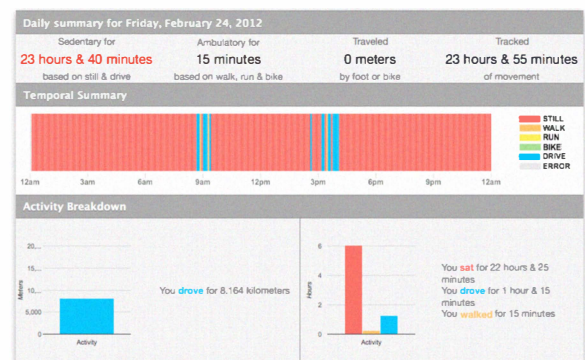 Daily summary for Friday, February 24, 2012
Sedentary for
Ambulatory for
Traveled
Tracked
23 hours & 40 minutes
15 minutes
0 meters
23 hours & 55 minutes
based on still & drive
based on walk, run & bike
by foot or bike
of movement
Temporal Summary
STILL
WALK
RUN
BIKE
DRIVE
ERROR
12am 3am 6am 9am 12pm 3pm 6pm 9pm 12am
Activity Breakdown
20,...
15,...
10,...
5,000
0
Meters
Activity
You drove for 8.164 kilometers
6
4
2
0
Hours
Activity
You sat for 22 hours & 25
minutes
You drove for 1 hour & 15
minutes
You walked for 15 minutes